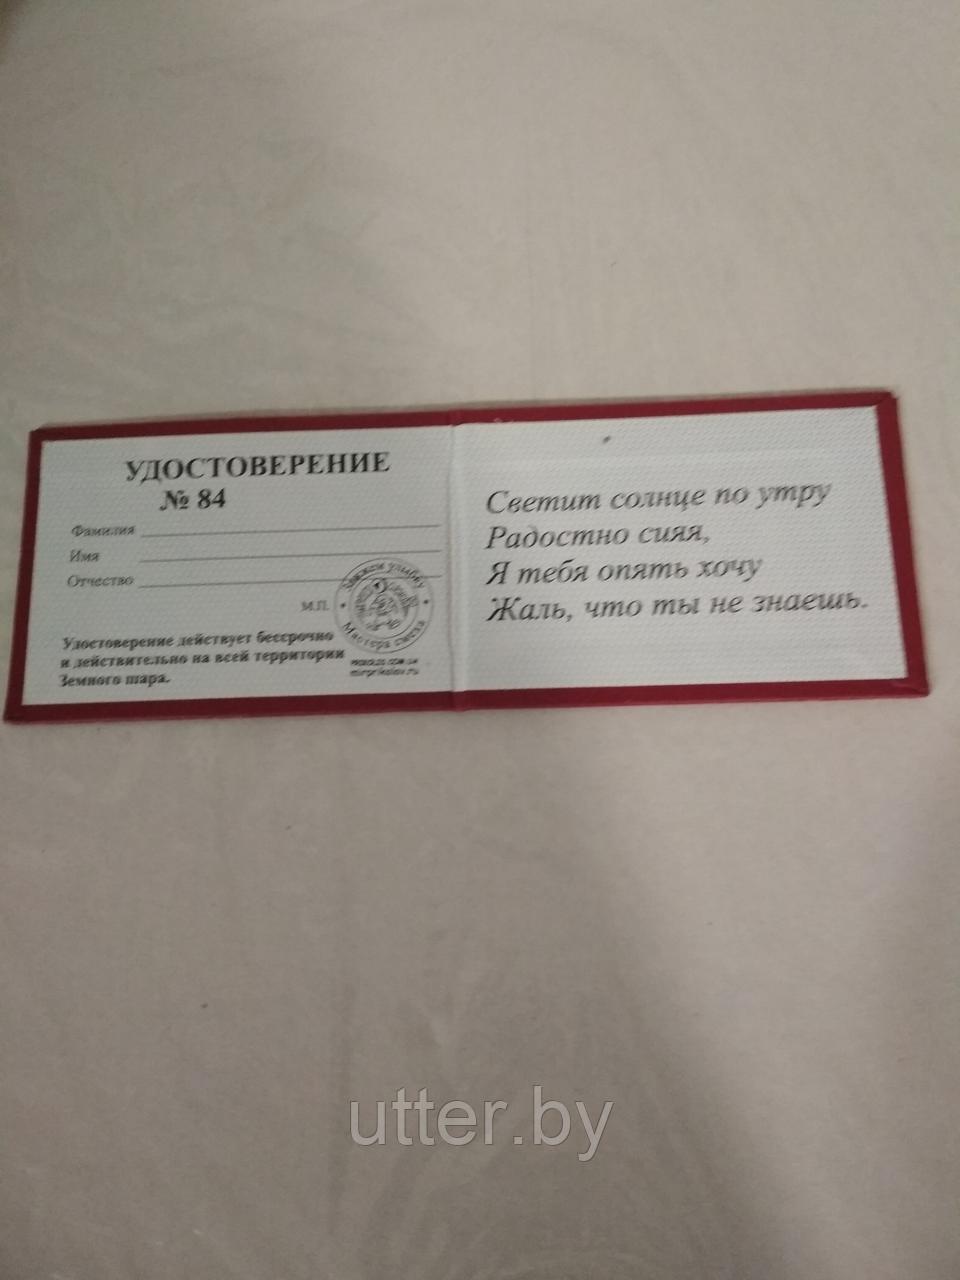 УДОСТОВЕРЕНИЕ
№ 84
Фамилия
Имя
Отчество
М.П.
Мастера смеха
Удостоверение действует бессрочно
и действительно на всей территории
Земного шара.
Светит солнце по утру
Радостно сияя,
Я тебя опять хочу
Жаль, что ты не знаешь.
utter.by